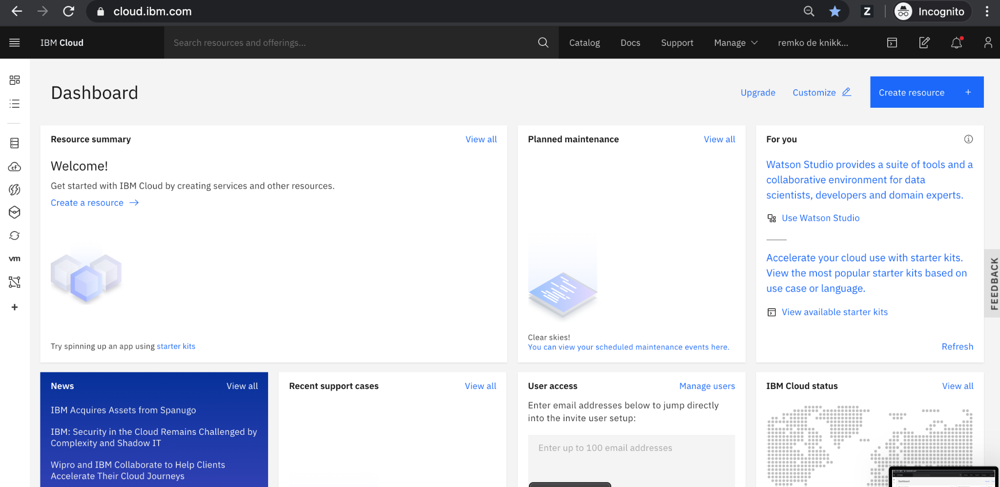 cloud.ibm.com
Z
Incognito
IBM Cloud
Search resources and offerings...
Catalog
Docs
Support
Manage
remko de knikk...
Dashboard
Upgrade
Customize
Create resource +
Resource summary
View all
Welcome!
Get started with IBM Cloud by creating services and other resources.
Create a resource →
Try spinning up an app using starter kits
Planned maintenance
View all
Clear skies!
You can view your scheduled maintenance events here.
For you
Watson Studio provides a suite of tools and a
collaborative environment for data
scientists, developers and domain experts.
Use Watson Studio
Accelerate your cloud use with starter kits.
View the most popular starter kits based on
use case or language.
View available starter kits
Refresh
cf
vm
+
FEEDBACK
News
View all
IBM Acquires Assets from Spanugo
IBM: Security in the Cloud Remains Challenged by
Complexity and Shadow IT
Wipro and IBM Collaborate to Help Clients
Accelerate Their Cloud Journeys
Recent support cases
View all
User access
Manage users
Enter email addresses below to jump directly
into the invite user setup:
Enter up to 100 email addresses
IBM Cloud status
View all
Dashboard